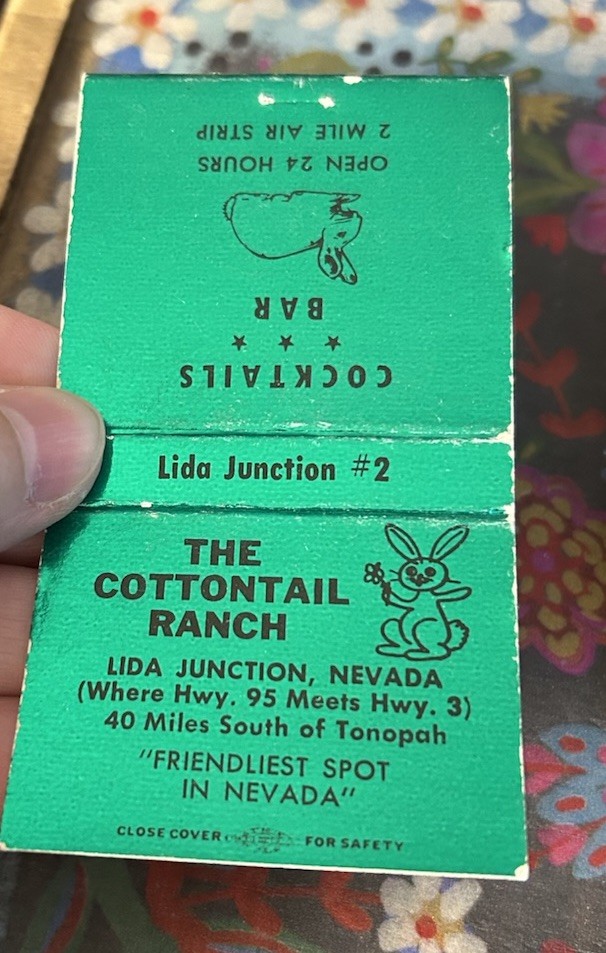 2 MILE AIR STRIP
OPEN 24 HOURS
BAR
COCKTAILS
Lida Junction #2
THE
COTTONTAIL
RANCH
LIDA JUNCTION, NEVADA
(Where Hwy. 95 Meets Hwy. 3)
40 Miles South of Tonopah
"FRIENDLIEST SPOT
IN NEVADA"
CLOSE COVER FOR SAFETY